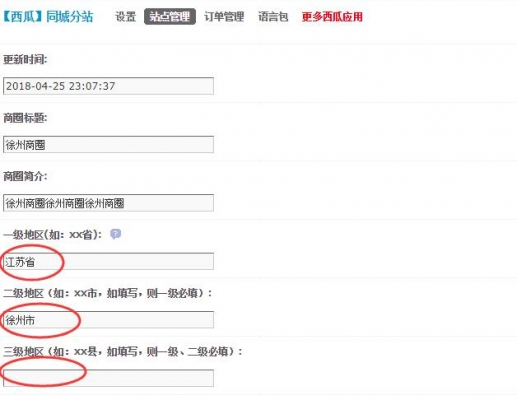 【西瓜】同城分站 设置 站点管理 订单管理 语言包 更多西瓜应用
更新时间:
2018-04-25 23:07:37
商圈标题:
徐州商圈
商圈简介:
徐州商圈徐州商圈徐州商圈
一级地区(如: xx省): ?
江苏省
二级地区（如: xx市，如填写，则一级必填）:
徐州市
三级地区（如: xx县，如填写，则一级、二级必填）: